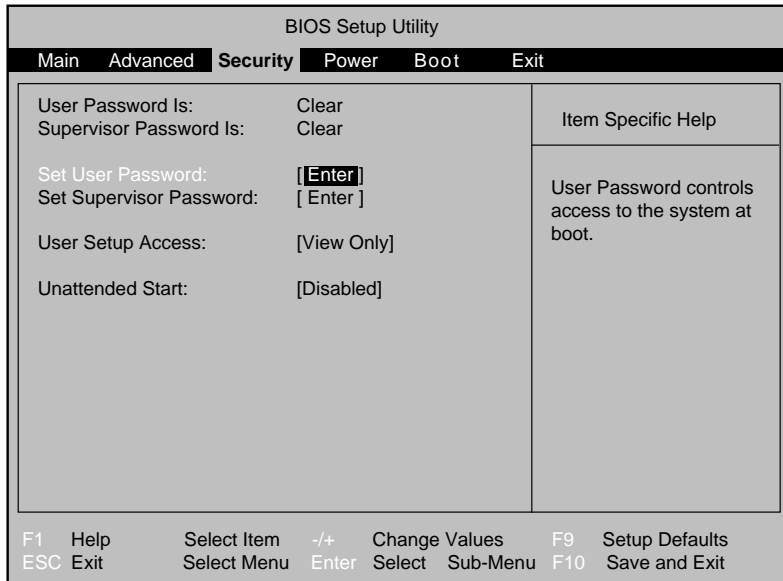 BIOS Setup Utility
Main Advanced Security Power Boot Exit
User Password Is: Clear
Supervisor Password Is: Clear
Set User Password: [ Enter ]
Set Supervisor Password: [ Enter ]
User Setup Access: [View Only]
Unattended Start: [Disabled]
Item Specific Help
User Password controls
access to the system at
boot.
F1 Help Select Item -/+ Change Values F9 Setup Defaults
ESC Exit Select Menu Enter Select Sub-Menu F10 Save and Exit